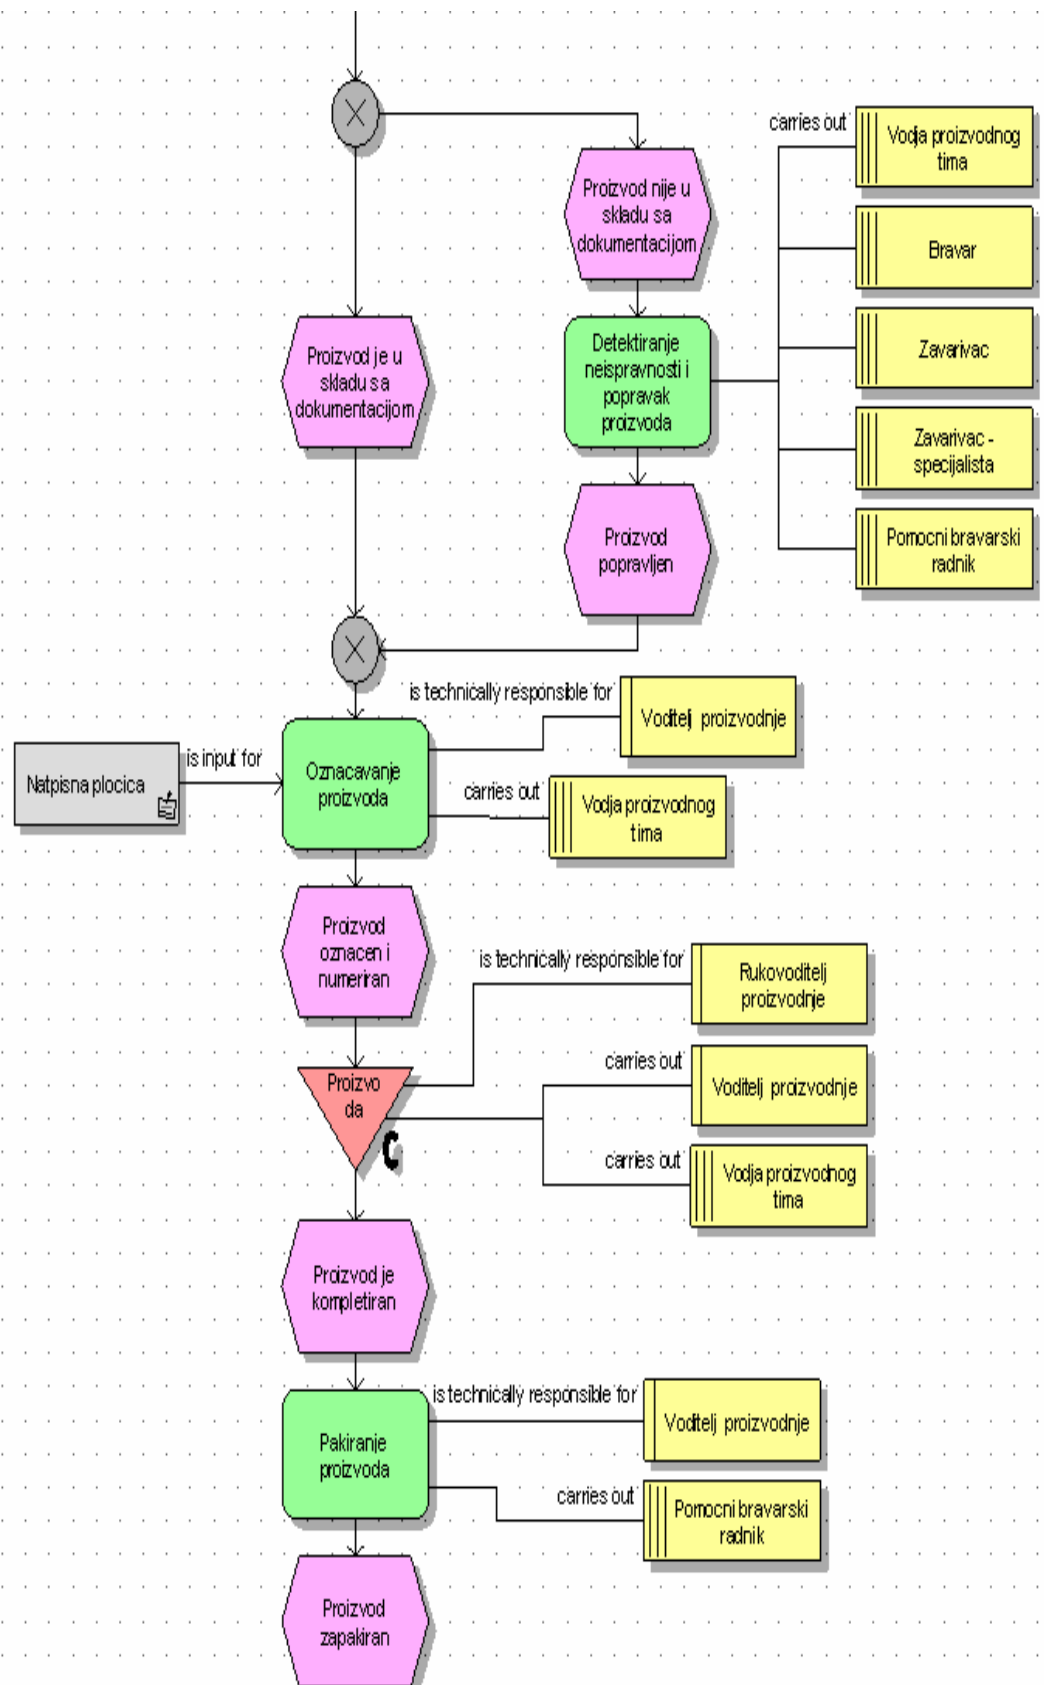 carries out
Vodja proizvodnog
tima
Proizvod nije u
skladu sa
dokumentacijom
Bravar
Proizvod je u
skladu sa
dokumentacijom
Detektiranje
neispravnosti i
popravak
proizvoda
Zavarivac
Zavarivac -
specijalista
Proizvod
popravljen
Pomocni bravarski
radnik
is technically responsible for
Voditelj proizvodnje
Natpisna plocica
is input for
Oznacavanje
proizvoda
carries out
Vodja proizvodnog
tima
Proizvod
oznacen i
numeriran
is technically responsible for
Rukovoditelj
proizvodnje
Proizvo
da
C
carries out
Voditelj proizvodnje
carries out
Vodja proizvodnog
tima
Proizvod je
kompletiran
is technically responsible for
Voditelj proizvodnje
Pakiranje
proizvoda
carries out
Pomocni bravarski
radnik
Proizvod
zapakiran